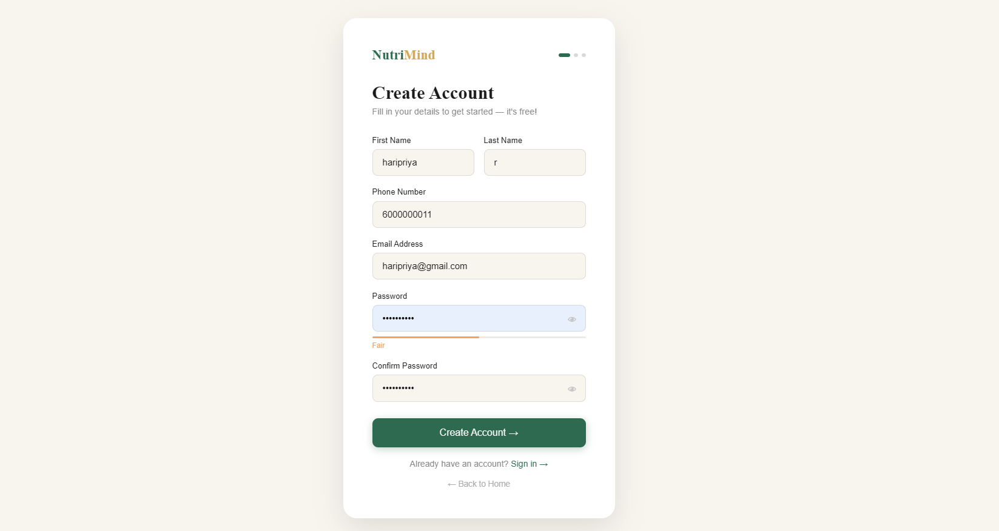 NutriMind
Create Account
Fill in your details to get started — it's free!
First Name Last Name
haripriya r
Phone Number
6000000011
Email Address
haripriya@gmail.com
Password
••••••••••
Fair
Confirm Password
••••••••••
Create Account →
Already have an account? Sign in →
← Back to Home